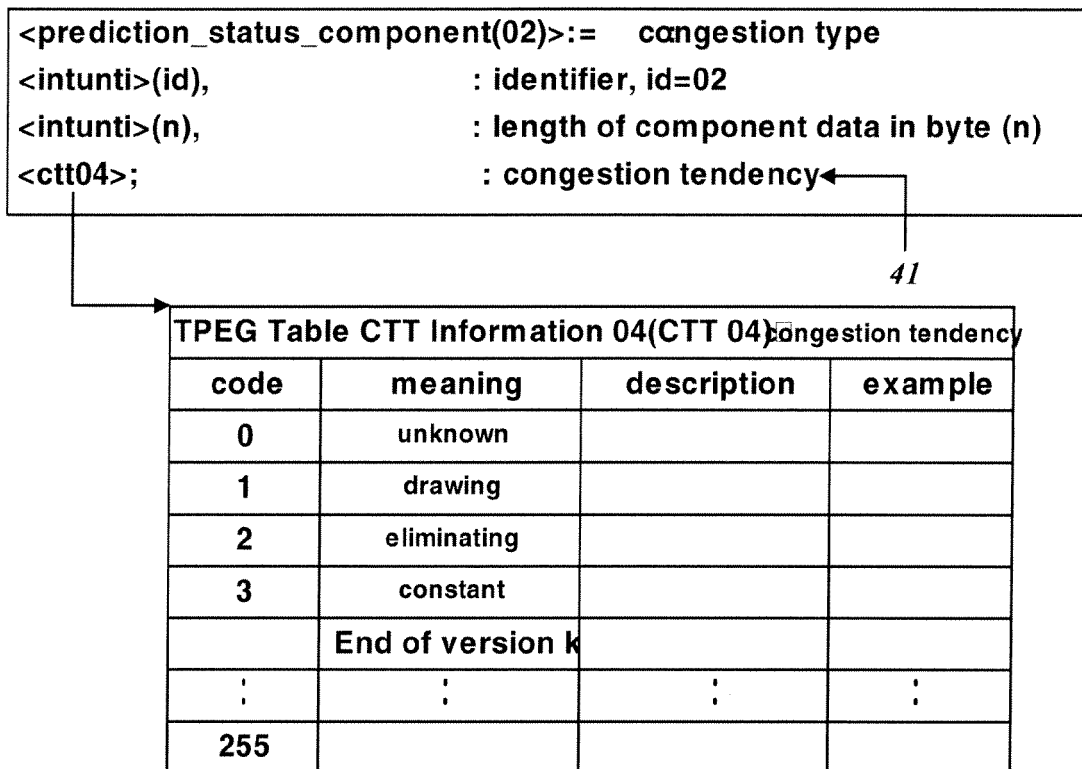 <prediction_status_component(02)>:= congestion type
<intunti>(id), : identifier, id=02
<intunti>(n), : length of component data in byte (n)
<ctt04>; : congestion tendency
41
TPEG Table CTT Information 04(CTT 04)congestion tendency
code meaning description example
0 unknown
1 drawing
2 eliminating
3 constant
End of version k
: : : :
255